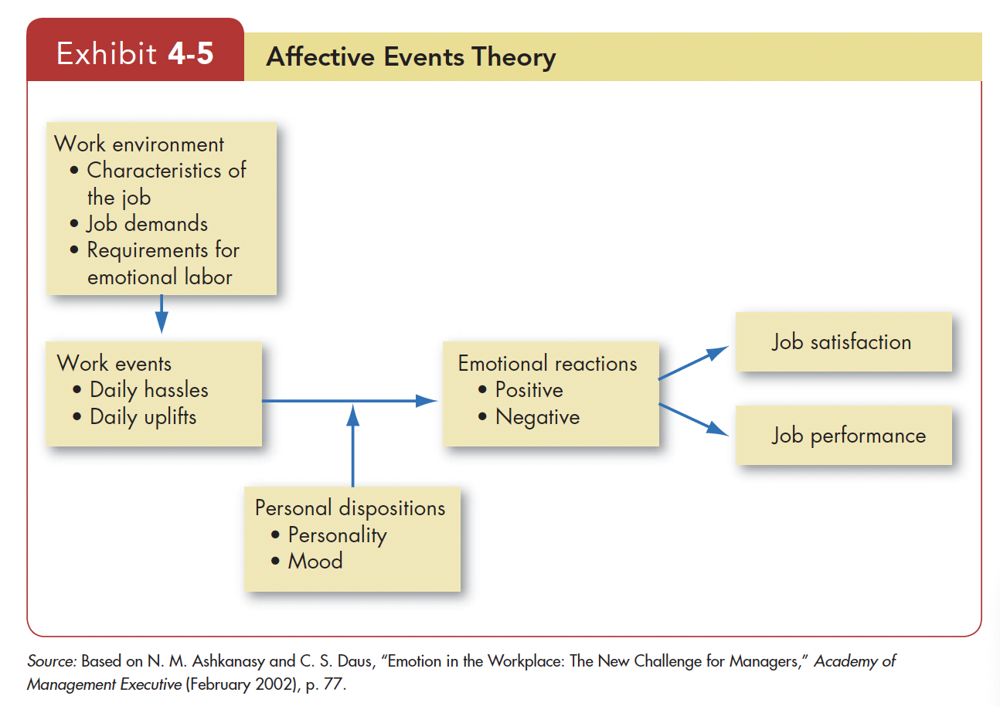 Exhibit 4-5
Affective Events Theory
Work environment
• Characteristics of
the job
• Job demands
• Requirements for
emotional labor
Work events
• Daily hassles
• Daily uplifts
Personal dispositions
• Personality
• Mood
Emotional reactions
• Positive
• Negative
Job satisfaction
Job performance
Source: Based on N. M. Ashkanasy and C. S. Daus, “Emotion in the Workplace: The New Challenge for Managers,” Academy of
Management Executive (February 2002), p. 77.